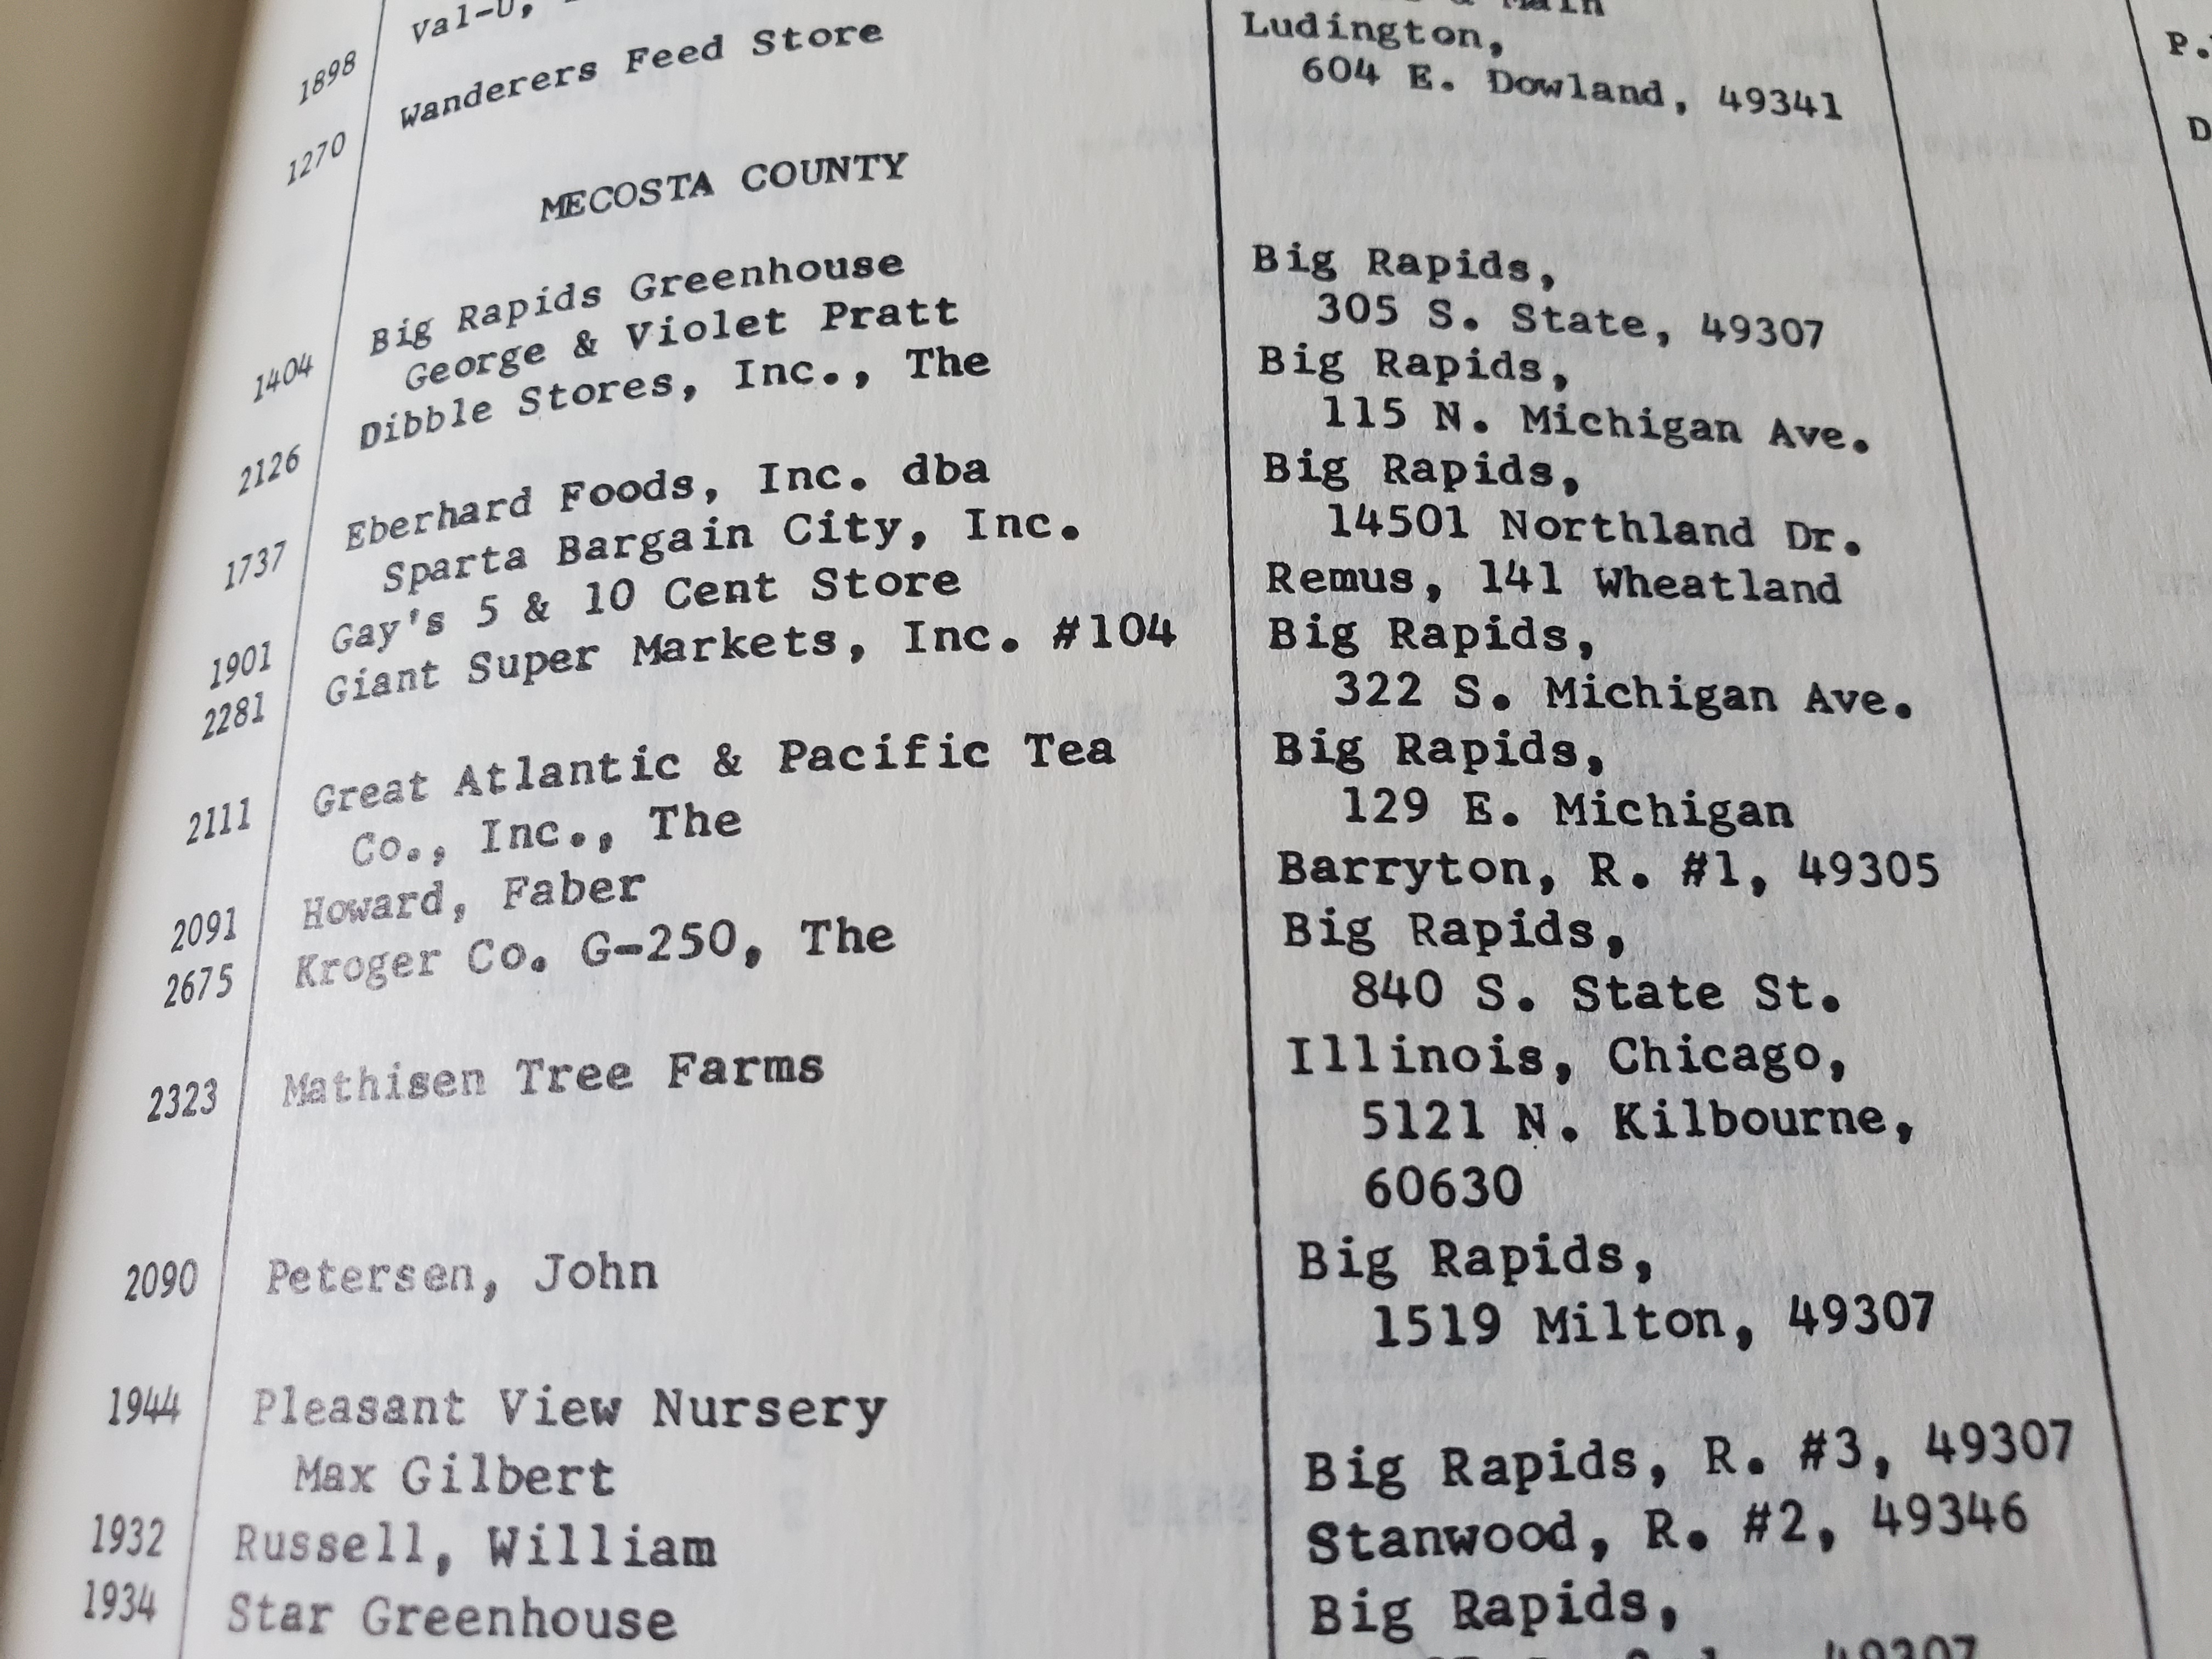 1898 Val-U,
Ludington,
1270 Wanderers Feed Store 604 E. Dowland, 49341
MECOSTA COUNTY
1404 Big Rapids Greenhouse Big Rapids,
George & Violet Pratt 305 S. State, 49307
2126 Dibble Stores, Inc., The Big Rapids,
115 N. Michigan Ave.
1737 Eberhard Foods, Inc. dba Big Rapids,
Sparta Bargain City, Inc. 14501 Northland Dr.
1901 Gay's 5 & 10 Cent Store Remus, 141 Wheatland
2281 Giant Super Markets, Inc. #104 Big Rapids,
322 S. Michigan Ave.
2111 Great Atlantic & Pacific Tea Big Rapids,
Co., Inc., The 129 E. Michigan
2091 Howard, Faber Barryton, R. #1, 49305
2675 Kroger Co. G-250, The Big Rapids,
840 S. State St.
2323 Mathisen Tree Farms Illinois, Chicago,
5121 N. Kilbourne,
60630
2090 Petersen, John Big Rapids,
1519 Milton, 49307
1944 Pleasant View Nursery
Max Gilbert Big Rapids, R. #3, 49307
1932 Russell, William Stanwood, R. #2, 49346
1934 Star Greenhouse Big Rapids,
49307